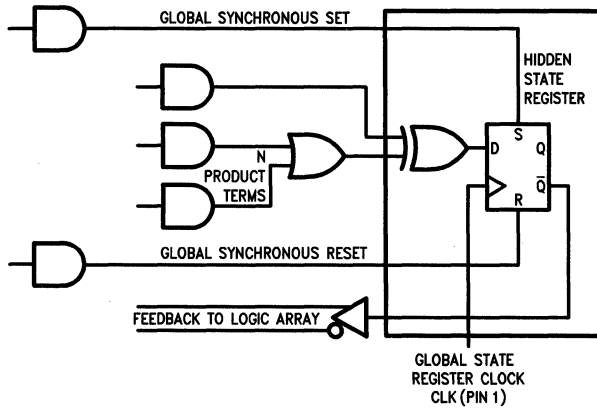 GLOBAL SYNCHRONOUS SET
HIDDEN
STATE
REGISTER
S
D
Q
N
PRODUCT
TERMS
Q̅
R
GLOBAL SYNCHRONOUS RESET
FEEDBACK TO LOGIC ARRAY
GLOBAL STATE
REGISTER CLOCK
CLK (PIN 1)